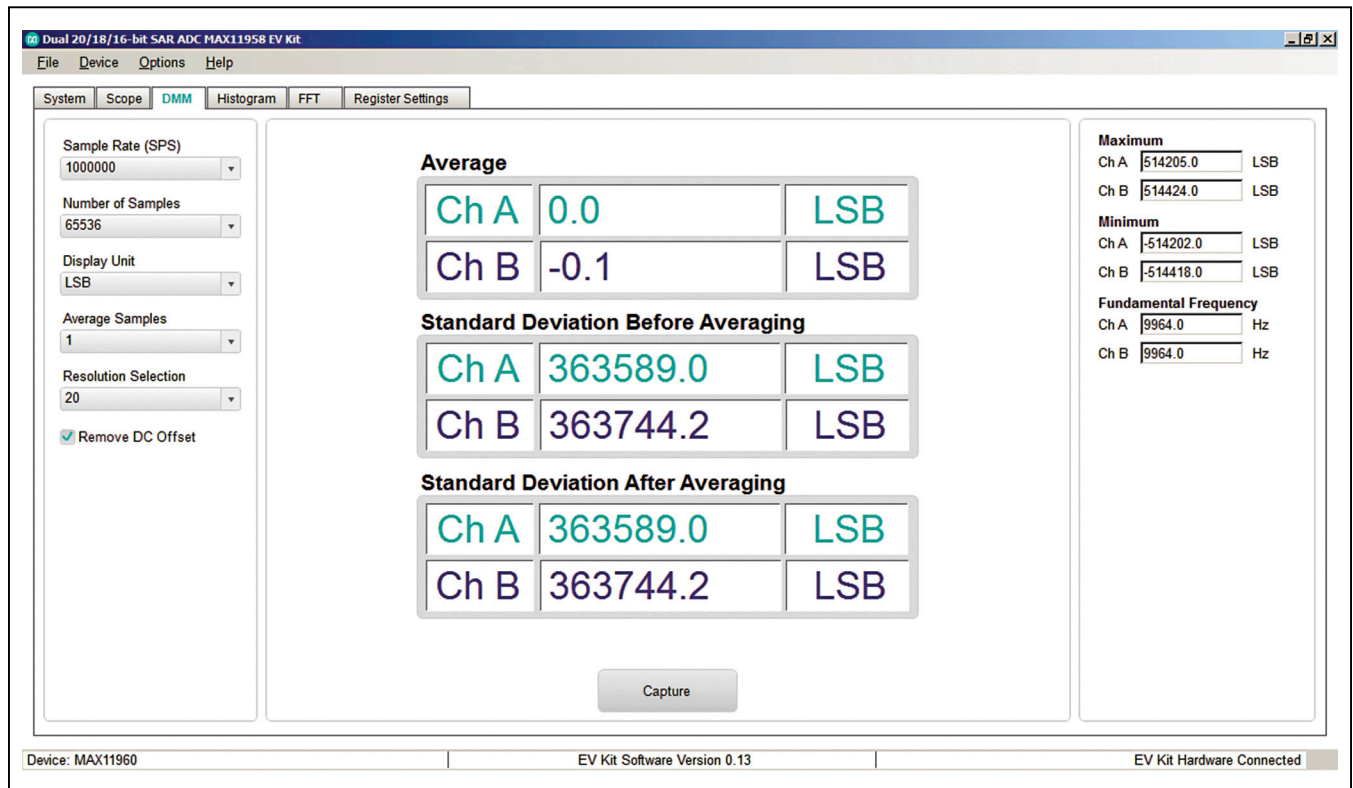 Dual 20/18/16-bit SAR ADC MAX11958 EV Kit
File Device Options Help
System Scope DMM Histogram FFT Register Settings
Sample Rate (SPS)
1000000
Number of Samples
65536
Display Unit
LSB
Average Samples
1
Resolution Selection
20
Remove DC Offset
Average
Ch A 0.0 LSB
Ch B -0.1 LSB
Standard Deviation Before Averaging
Ch A 363589.0 LSB
Ch B 363744.2 LSB
Standard Deviation After Averaging
Ch A 363589.0 LSB
Ch B 363744.2 LSB
Capture
Maximum
Ch A 514205.0 LSB
Ch B 514424.0 LSB
Minimum
Ch A -514202.0 LSB
Ch B -514418.0 LSB
Fundamental Frequency
Ch A 9964.0 Hz
Ch B 9964.0 Hz
Device: MAX11960 EV Kit Software Version 0.13 EV Kit Hardware Connected